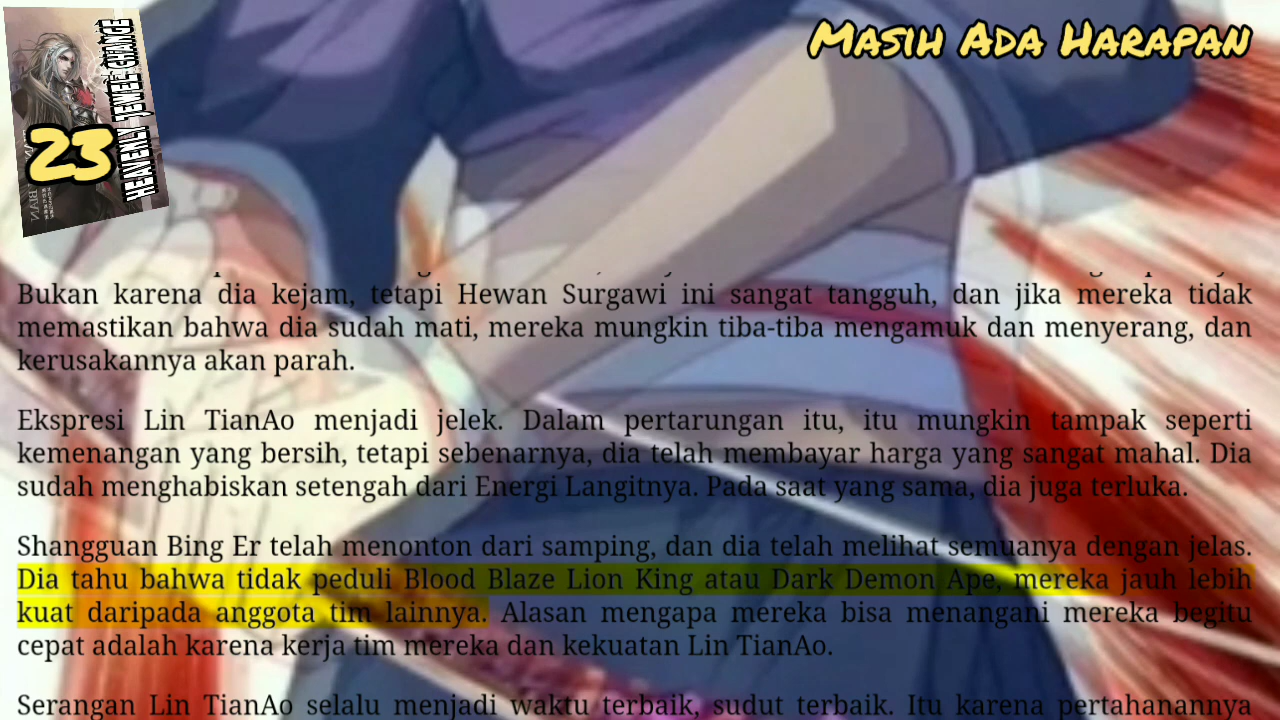 Masih Ada Harapan
HEAVENLY JEWEL CHANGE
23
Bukan karena dia kejam, tetapi Hewan Surgawi ini sangat tangguh, dan jika mereka tidak
memastikan bahwa dia sudah mati, mereka mungkin tiba-tiba mengamuk dan menyerang, dan
kerusakannya akan parah.
Ekspresi Lin TianAo menjadi jelek. Dalam pertarungan itu, itu mungkin tampak seperti
kemenangan yang bersih, tetapi sebenarnya, dia telah membayar harga yang sangat mahal. Dia
sudah menghabiskan setengah dari Energi Langitnya. Pada saat yang sama, dia juga terluka.
Shangguan Bing Er telah menonton dari samping, dan dia telah melihat semuanya dengan jelas.
Dia tahu bahwa tidak peduli Blood Blaze Lion King atau Dark Demon Ape, mereka jauh lebih
kuat daripada anggota tim lainnya. Alasan mengapa mereka bisa menangani mereka begitu
cepat adalah karena kerja tim mereka dan kekuatan Lin TianAo.
Serangan Lin TianAo selalu menjadi waktu terbaik, sudut terbaik. Itu karena pertahanannya